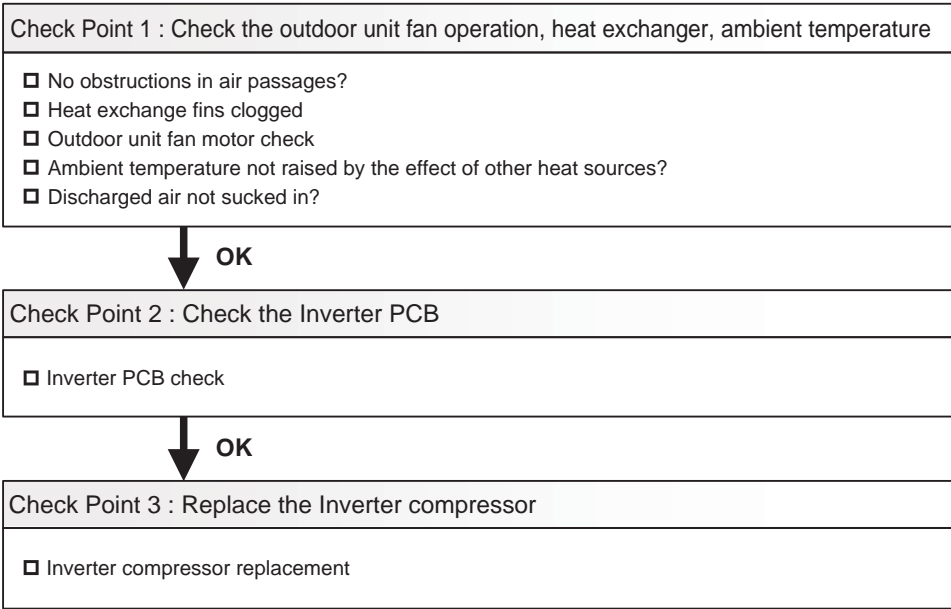 Check Point 1 : Check the outdoor unit fan operation, heat exchanger, ambient temperature
No obstructions in air passages?
Heat exchange fins clogged
Outdoor unit fan motor check
Ambient temperature not raised by the effect of other heat sources?
Discharged air not sucked in?
OK
Check Point 2 : Check the Inverter PCB
Inverter PCB check
OK
Check Point 3 : Replace the Inverter compressor
Inverter compressor replacement